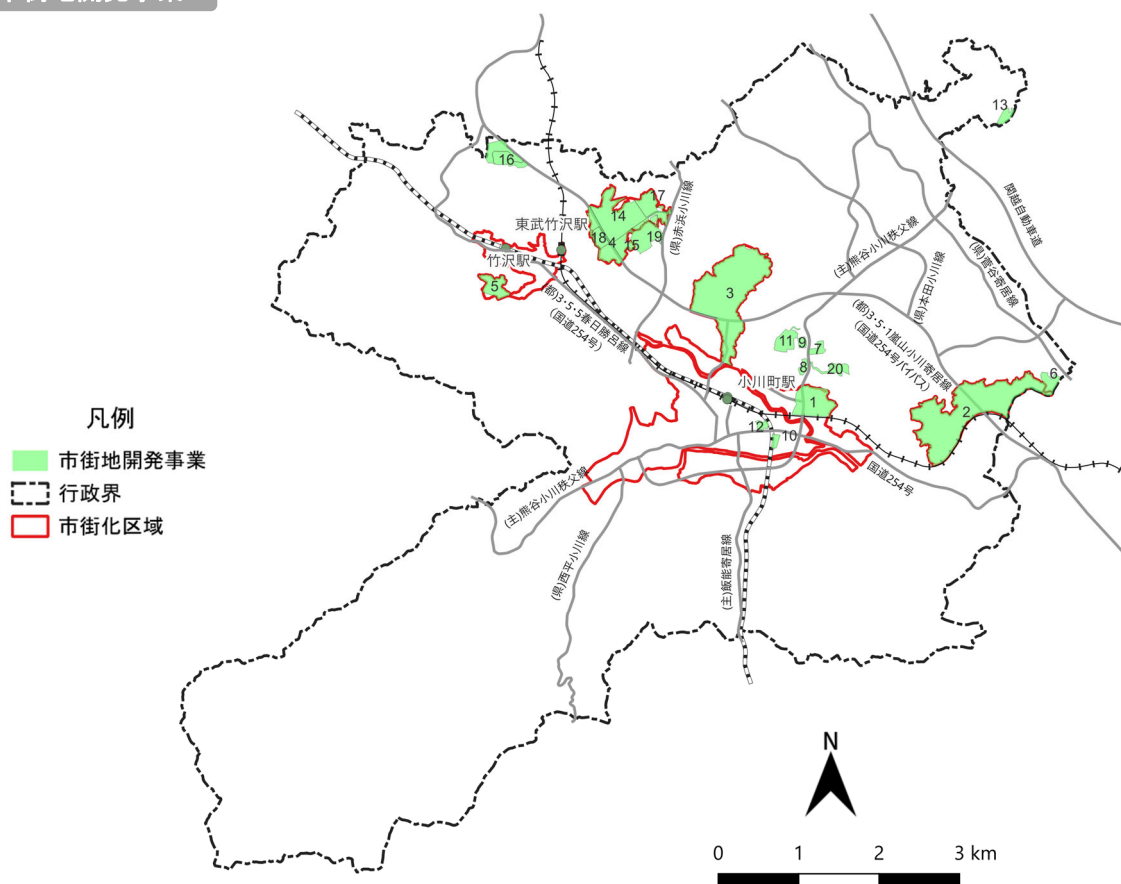 13
16
関越自動車道
17
(県)赤浜小川線
14
東武竹沢駅
18
4
15
19
(主)熊谷小川秩父線
(県)菅谷寄居線
竹沢駅
(県)本田小川線
5
3
(都)3・5・5春日勝呂線
(国道254号)
(都)3・5・1嵐山小川寄居線
(国道254号バイパス)
11
9
7
8
20
6
小川町駅
1
2
凡例
12
10
市街地開発事業
行政界
市街化区域
国道254号
(主)熊谷小川秩父線
(県)西平小川線
(主)飯能寄居線
N
0 1 2 3 km